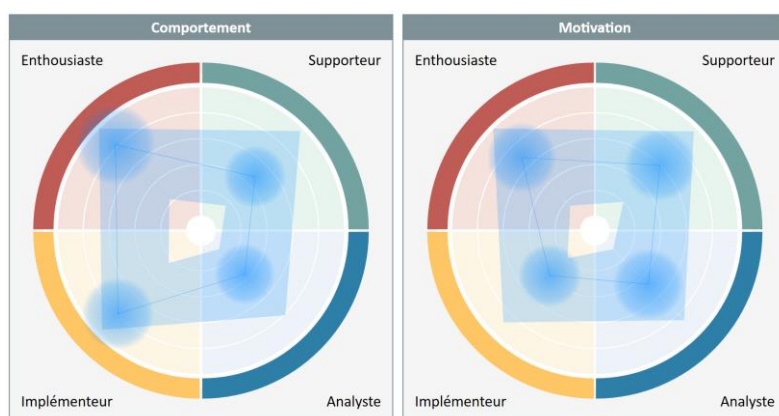 Comportement
Enthousiaste
Supporteur
Implémenteur
Analyste
Motivation
Enthousiaste
Supporteur
Implémenteur
Analyste